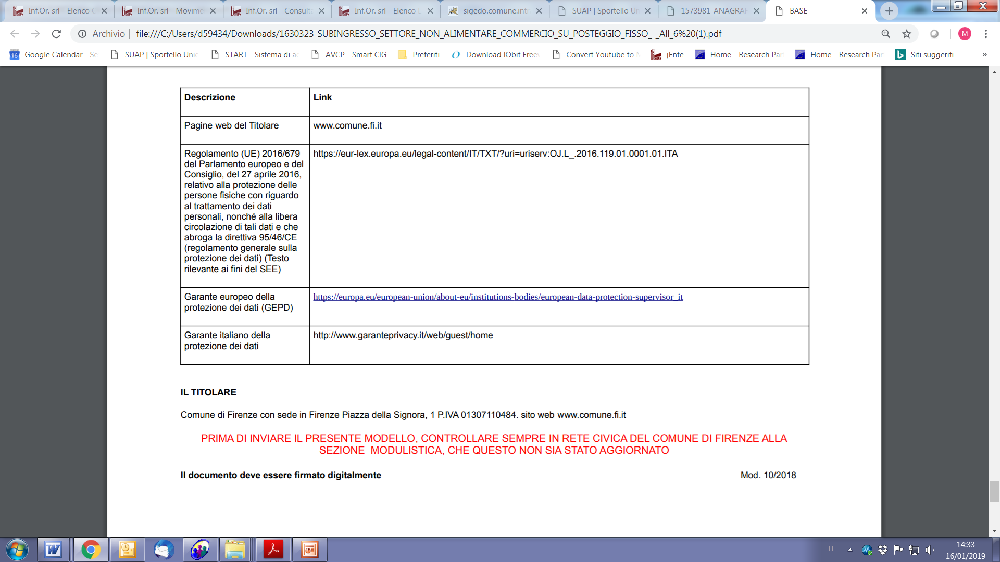 Inf.Or. srl - Elenco
Inf.Or. srl - Movime
Inf.Or. srl - Consult
Inf.Or. srl - Elenco
sigedo.comune.intr
SUAP | Sportello Un
1573981-ANAGRAF
BASE
Archivio
file:///C:/Users/d59434/Downloads/1630323-SUBINGRESSO_SETTORE_NON_ALIMENTARE_COMMERCIO_SU_POSTEGGIO_FISSO_-_All_6%20(1).pdf
M
16
Google Calendar - Se
SUAP | Sportello Unic
START - Sistema di ac
AVCP - Smart CIG
Preferiti
Download IObit Freew
Convert Youtube to M
jEnte
Home - Research Par
Home - Research Par
Siti suggeriti
»
Descrizione
Link
Pagine web del Titolare
www.comune.fi.it
Regolamento (UE) 2016/679
del Parlamento europeo e del
Consiglio, del 27 aprile 2016,
relativo alla protezione delle
persone fisiche con riguardo
al trattamento dei dati
personali, nonché alla libera
circolazione di tali dati e che
abroga la direttiva 95/46/CE
(regolamento generale sulla
protezione dei dati) (Testo
rilevante ai fini del SEE)
https://eur-lex.europa.eu/legal-content/IT/TXT/?uri=uriserv:OJ.L_.2016.119.01.0001.01.ITA
Garante europeo della
protezione dei dati (GEPD)
https://europa.eu/european-union/about-eu/institutions-bodies/european-data-protection-supervisor_it
Garante italiano della
protezione dei dati
http://www.garanteprivacy.it/web/guest/home
IL TITOLARE
Comune di Firenze con sede in Firenze Piazza della Signora, 1 P.IVA 01307110484. sito web www.comune.fi.it
PRIMA DI INVIARE IL PRESENTE MODELLO, CONTROLLARE SEMPRE IN RETE CIVICA DEL COMUNE DI FIRENZE ALLA
SEZIONE  MODULISTICA, CHE QUESTO NON SIA STATO AGGIORNATO
Il documento deve essere firmato digitalmente
Mod. 10/2018
IT
14:33
16/01/2019